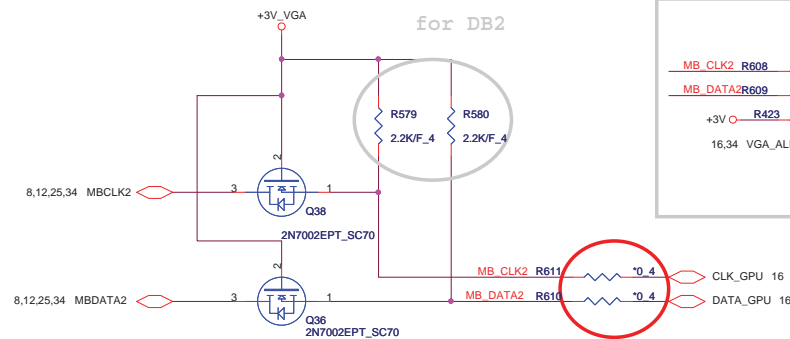 +3V_VGA
for DB2
MB_CLK2 R608
MB_DATA2 R609
+3V R423
16,34 VGA_AL
R579
2.2K/F_4
R580
2.2K/F_4
2
8,12,25,34 MBCLK2
3
1
Q38
2N7002EPT_SC70
2
MB_CLK2 R611 *0_4 CLK_GPU 16
8,12,25,34 MBDATA2
3
1
MB_DATA2 R610 *0_4 DATA_GPU 16
Q36
2N7002EPT_SC70